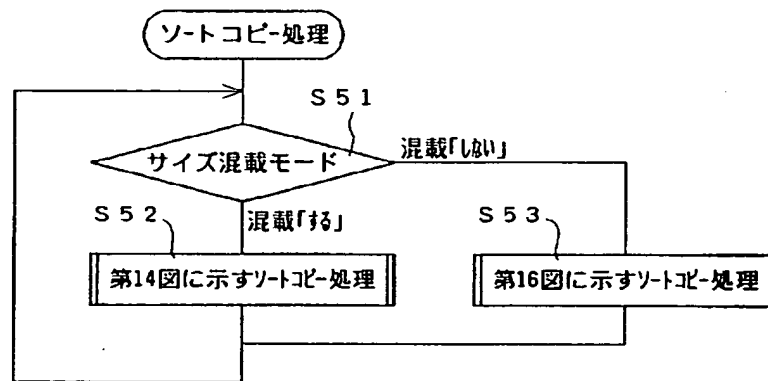 ソートコピー処理
S51
サイズ混載モード
混載「しない」
S52
混載「する」
S53
第14図に示すソートコピー処理
第16図に示すソートコピー処理